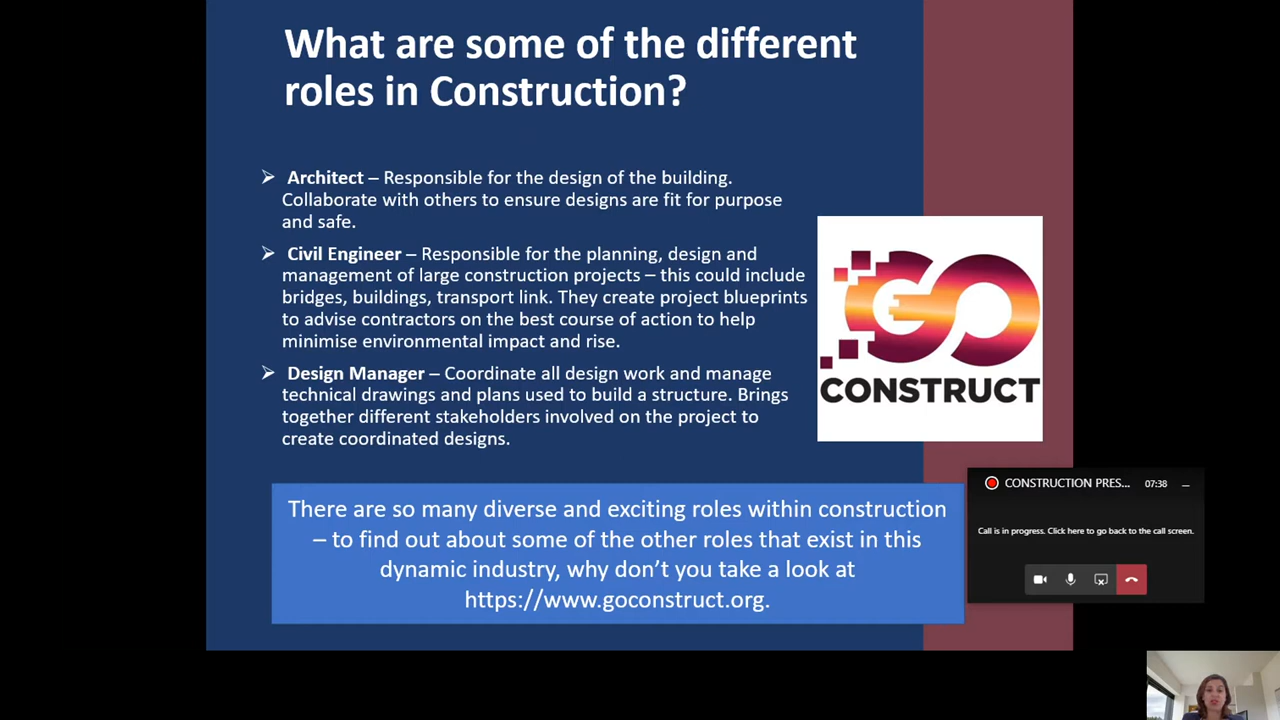 What are some of the different
roles in Construction?
➢ Architect – Responsible for the design of the building.
Collaborate with others to ensure designs are fit for purpose
and safe.
➢ Civil Engineer – Responsible for the planning, design and
management of large construction projects – this could include
bridges, buildings, transport link. They create project blueprints
to advise contractors on the best course of action to help
minimise environmental impact and rise.
➢ Design Manager – Coordinate all design work and manage
technical drawings and plans used to build a structure. Brings
together different stakeholders involved on the project to
create coordinated designs.
GO
CONSTRUCT
There are so many diverse and exciting roles within construction
– to find out about some of the other roles that exist in this
dynamic industry, why don’t you take a look at
https://www.goconstruct.org.
CONSTRUCTION PRES... 07:38
Call is in progress. Click here to go back to the call screen.